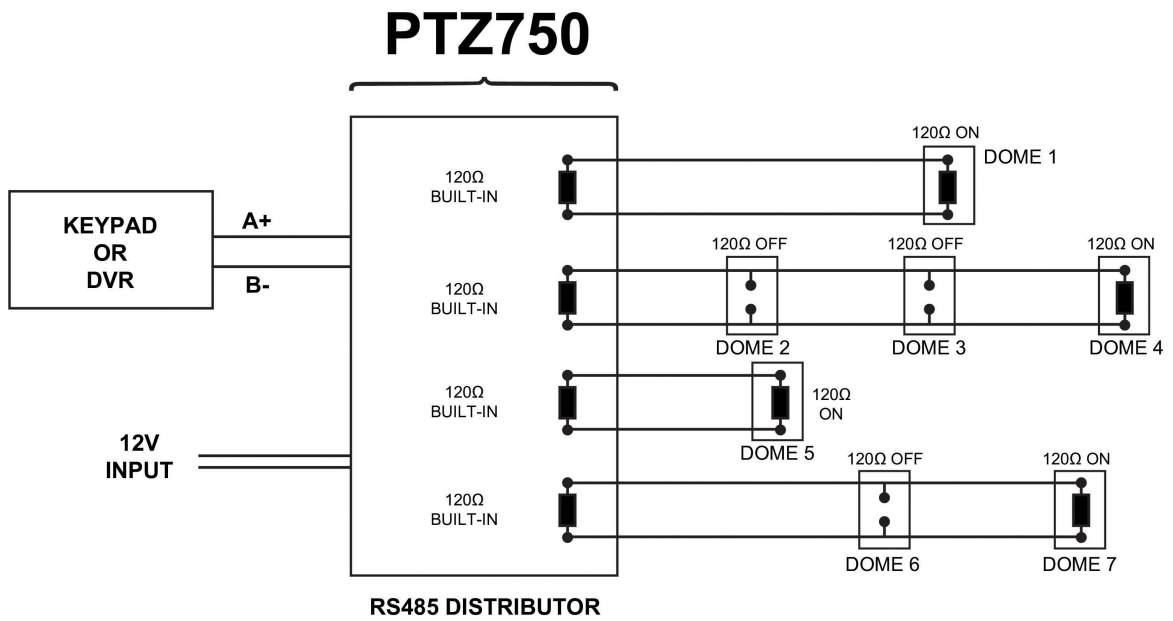 PTZ750
120Ω ON
DOME 1
120Ω
BUILT-IN
KEYPAD
OR
DVR
A+
B-
120Ω OFF
120Ω OFF
120Ω ON
120Ω
BUILT-IN
DOME 2
DOME 3
DOME 4
120Ω
BUILT-IN
120Ω
ON
DOME 5
12V
INPUT
120Ω OFF
120Ω ON
120Ω
BUILT-IN
DOME 6
DOME 7
RS485 DISTRIBUTOR